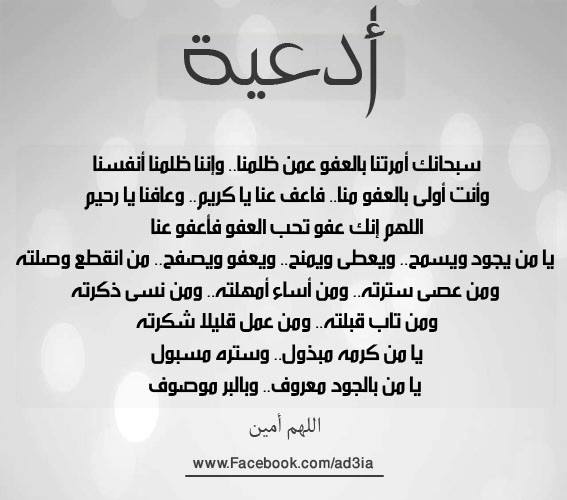 أدعية
سبحانك أمرتنا بالعفو عمن ظلمنا.. وإننا ظلمنا أنفسنا
وأنت أولى بالعفو منا.. فاعف عنا يا كريم.. وعافنا يا رحيم
اللهم إنك عفو تحب العفو فأعفو عنا
يا من يجود ويسمح.. ويعطى ويمنح.. ويعفو ويصفح.. من انقطع وصلته
ومن عصى سترته.. ومن أساء أمهلته.. ومن نسى ذكرته
ومن تاب قبلته.. ومن عمل قليلا شكرته
يا من كرمه مبذول.. وستره مسبول
يا من بالجود معروف.. وبالبر موصوف
اللهم أمين
www.Facebook.com/ad3ia